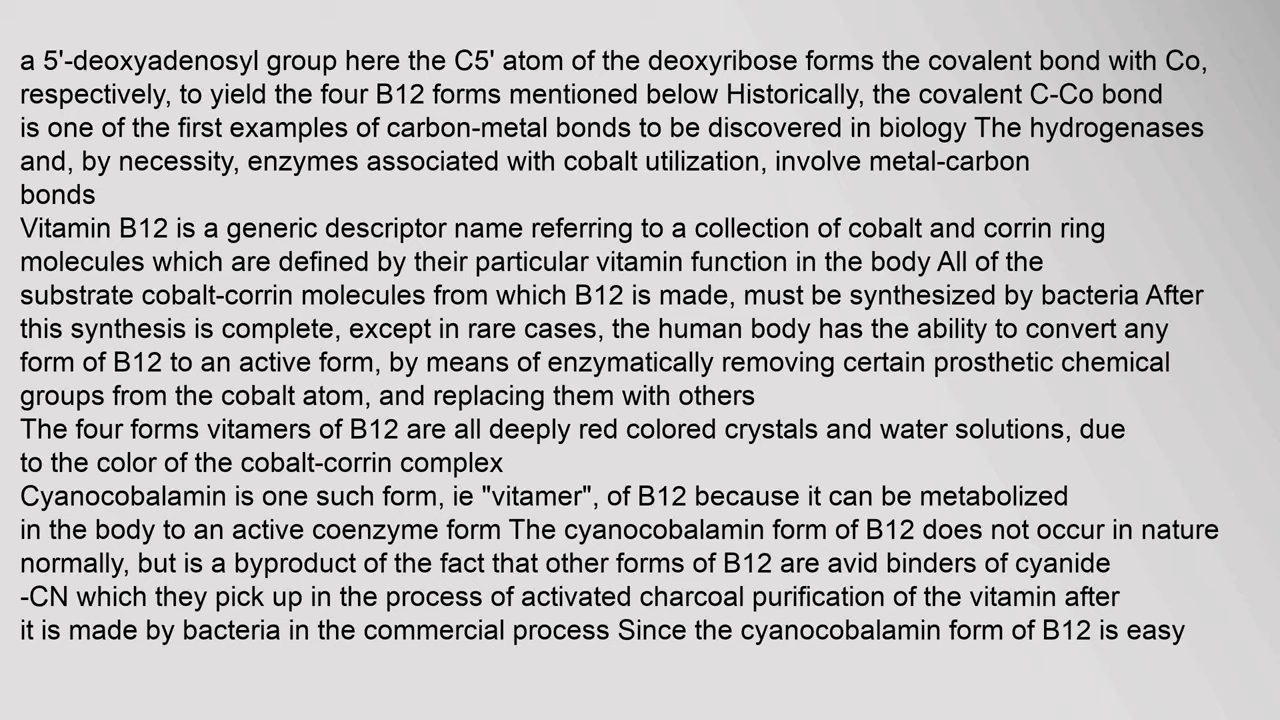 a 5'-deoxyadenosyl group here the C5' atom of the deoxyribose forms the covalent bond with Co,
respectively, to yield the four B12 forms mentioned below Historically, the covalent C-Co bond
is one of the first examples of carbon-metal bonds to be discovered in biology The hydrogenases
and, by necessity, enzymes associated with cobalt utilization, involve metal-carbon
bonds
Vitamin B12 is a generic descriptor name referring to a collection of cobalt and corrin ring
molecules which are defined by their particular vitamin function in the body All of the
substrate cobalt-corrin molecules from which B12 is made, must be synthesized by bacteria After
this synthesis is complete, except in rare cases, the human body has the ability to convert any
form of B12 to an active form, by means of enzymatically removing certain prosthetic chemical
groups from the cobalt atom, and replacing them with others
The four forms vitamers of B12 are all deeply red colored crystals and water solutions, due
to the color of the cobalt-corrin complex
Cyanocobalamin is one such form, ie "vitamer", of B12 because it can be metabolized
in the body to an active coenzyme form The cyanocobalamin form of B12 does not occur in nature
normally, but is a byproduct of the fact that other forms of B12 are avid binders of cyanide
-CN which they pick up in the process of activated charcoal purification of the vitamin after
it is made by bacteria in the commercial process Since the cyanocobalamin form of B12 is easy